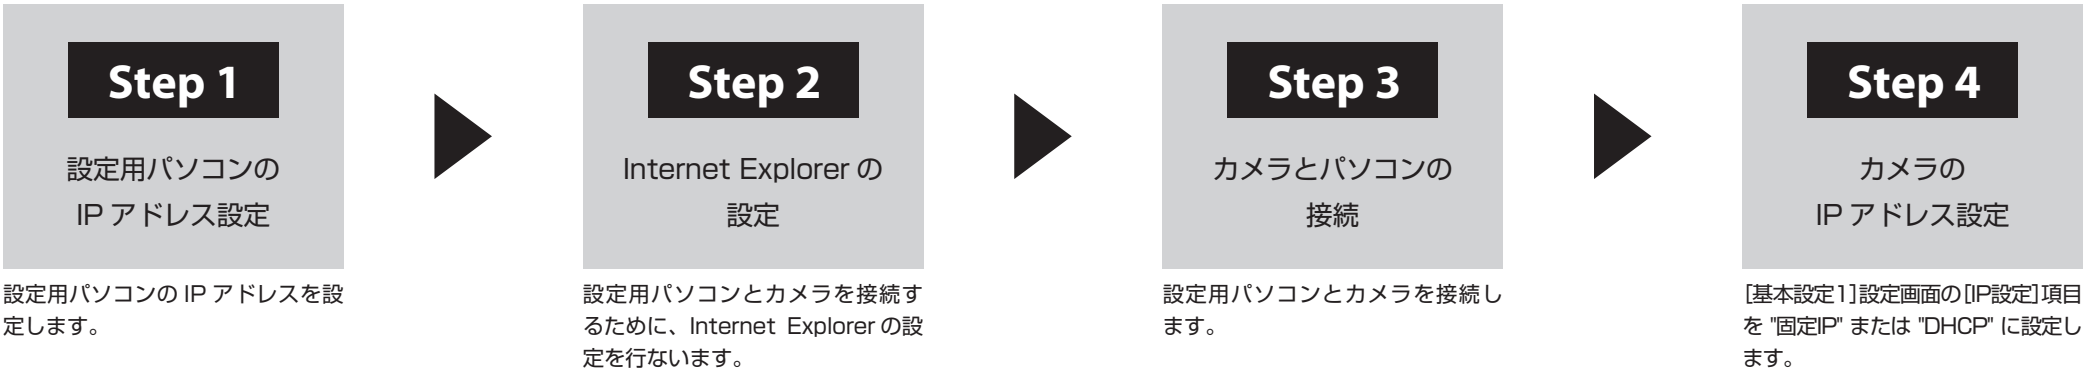 Step 1
設定用パソコンの
IP アドレス設定
設定用パソコンの IP アドレスを設
定します。
Step 2
Internet Explorer の
設定
設定用パソコンとカメラを接続す
るために、Internet Explorer の設
定を行ないます。
Step 3
カメラとパソコンの
接続
設定用パソコンとカメラを接続し
ます。
Step 4
カメラの
IP アドレス設定
[基本設定1]設定画面の[IP設定]項目
を "固定IP" または "DHCP" に設定し
ます。